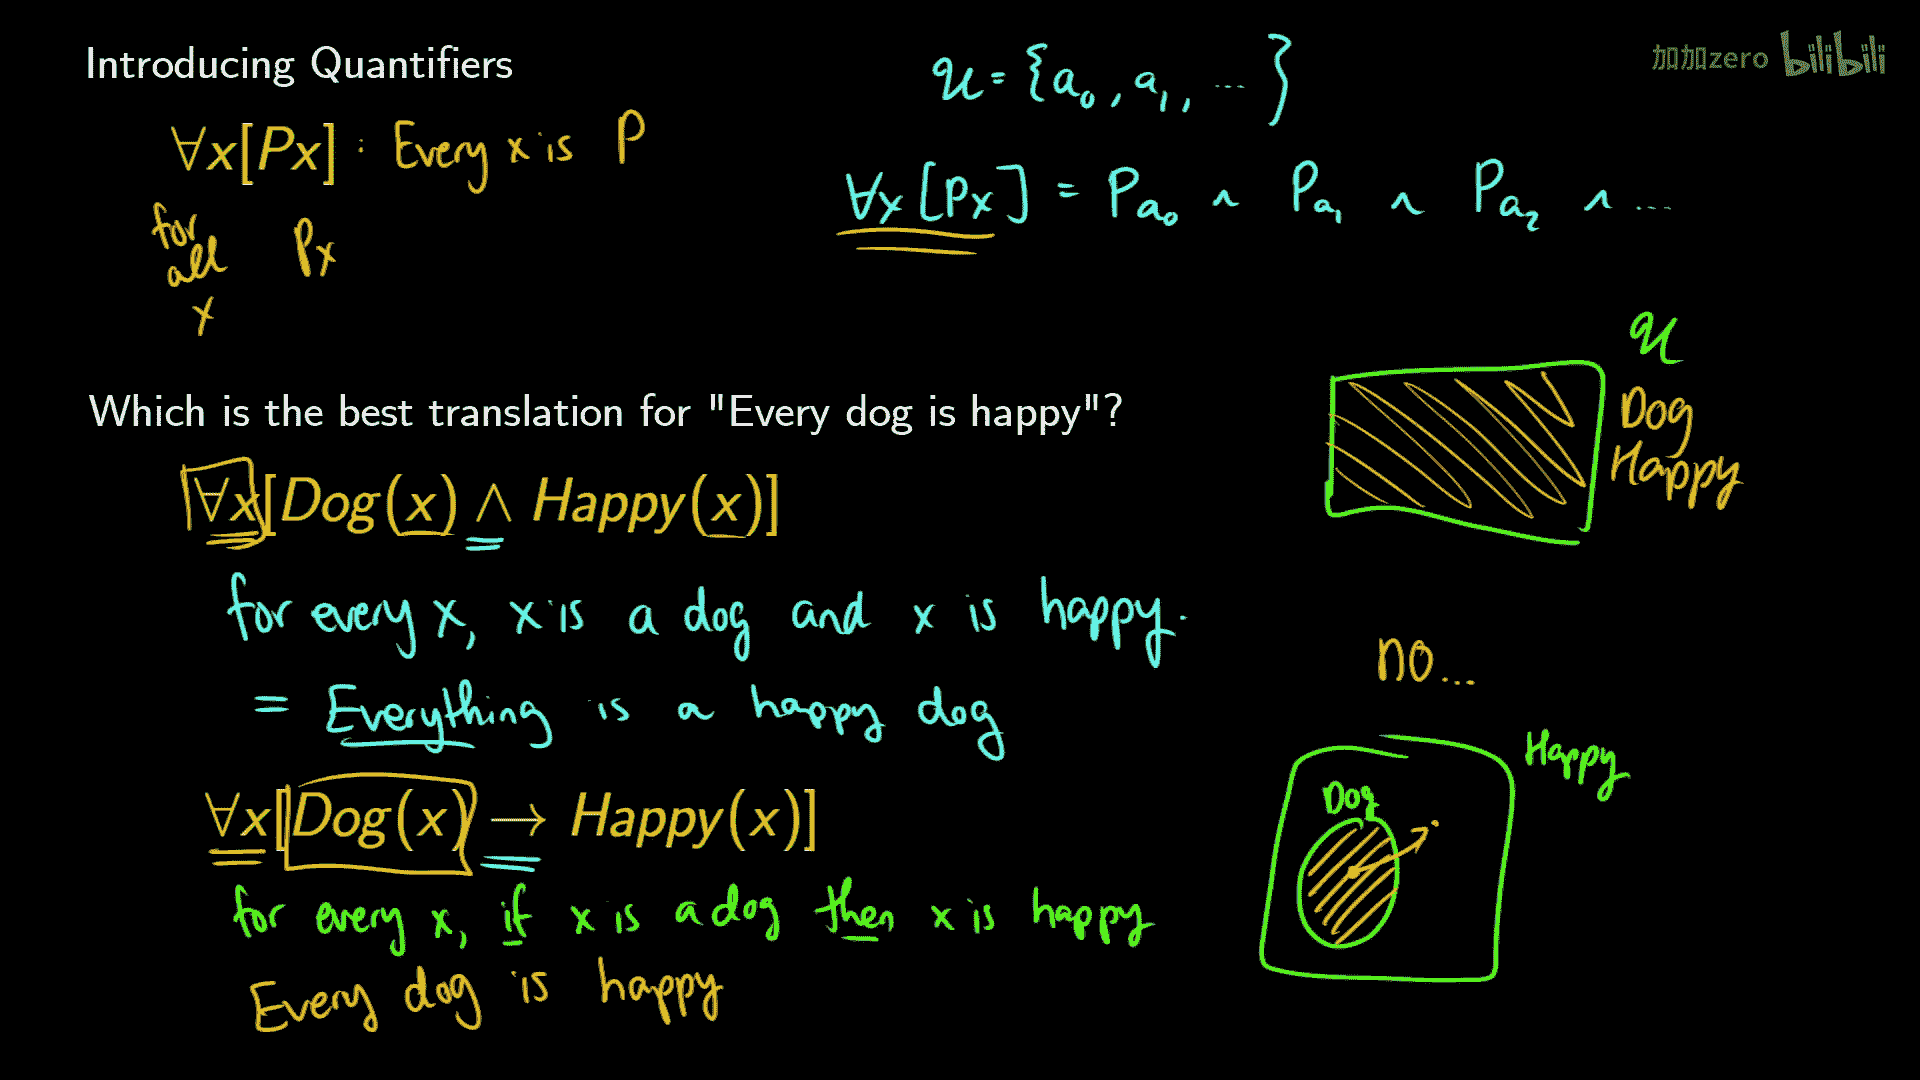 Introducing Quantifiers
𝒰 = {a₀, a₁, ... }
加加zero bilibili
∀x[Px] : Every x is P
for all x Px
∀x [Px] = Pa₀ ∧ Pa₁ ∧ Pa₂ ∧ ...
𝒰
Dog
Happy
Which is the best translation for "Every dog is happy"?
∀x[Dog(x) ∧ Happy(x)]
for every x, x is a dog and x is happy.
= Everything is a happy dog
no...
∀x[Dog(x) → Happy(x)]
for every x, if x is a dog then x is happy
Every dog is happy
Happy
Dog